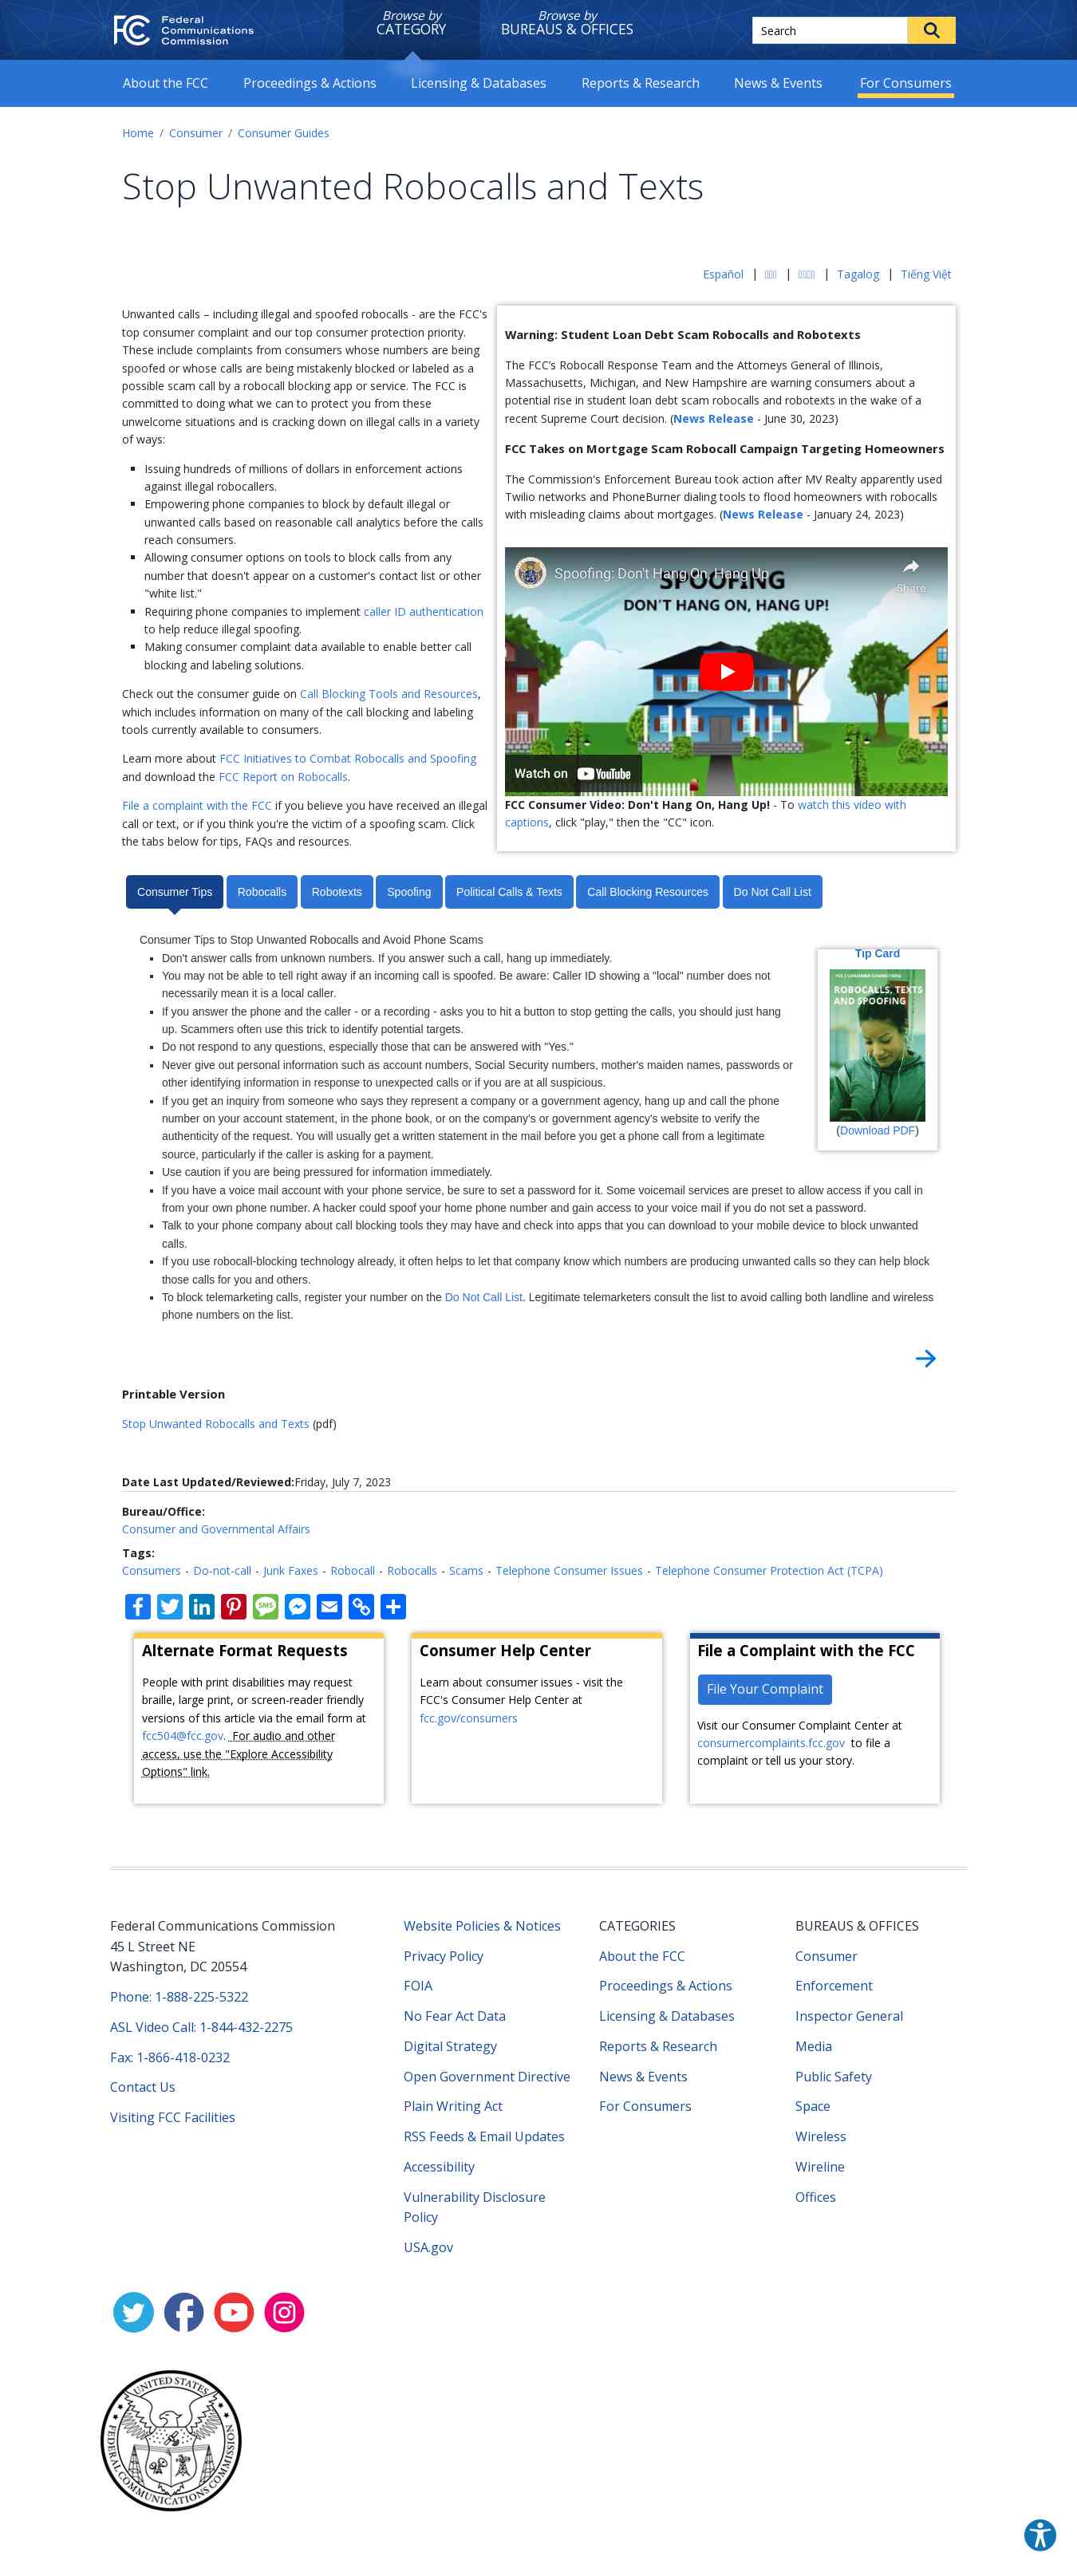 Federal
Communications
Commission
Browse by
CATEGORY
Browse by
BUREAUS & OFFICES
Search
About the FCC
Proceedings & Actions
Licensing & Databases
Reports & Research
News & Events
For Consumers
Home / Consumer / Consumer Guides
Stop Unwanted Robocalls and Texts
Español | | | Tagalog | Tiếng Việt
Unwanted calls – including illegal and spoofed robocalls - are the FCC's
top consumer complaint and our top consumer protection priority.
These include complaints from consumers whose numbers are being
spoofed or whose calls are being mistakenly blocked or labeled as a
possible scam call by a robocall blocking app or service. The FCC is
committed to doing what we can to protect you from these
unwelcome situations and is cracking down on illegal calls in a variety
of ways:
Issuing hundreds of millions of dollars in enforcement actions
against illegal robocallers.
Empowering phone companies to block by default illegal or
unwanted calls based on reasonable call analytics before the calls
reach consumers.
Allowing consumer options on tools to block calls from any
number that doesn't appear on a customer's contact list or other
"white list."
Requiring phone companies to implement caller ID authentication
to help reduce illegal spoofing.
Making consumer complaint data available to enable better call
blocking and labeling solutions.
Check out the consumer guide on Call Blocking Tools and Resources,
which includes information on many of the call blocking and labeling
tools currently available to consumers.
Learn more about FCC Initiatives to Combat Robocalls and Spoofing
and download the FCC Report on Robocalls.
File a complaint with the FCC if you believe you have received an illegal
call or text, or if you think you're the victim of a spoofing scam. Click
the tabs below for tips, FAQs and resources.
Warning: Student Loan Debt Scam Robocalls and Robotexts
The FCC's Robocall Response Team and the Attorneys General of Illinois,
Massachusetts, Michigan, and New Hampshire are warning consumers about a
potential rise in student loan debt scam robocalls and robotexts in the wake of a
recent Supreme Court decision. (News Release - June 30, 2023)
FCC Takes on Mortgage Scam Robocall Campaign Targeting Homeowners
The Commission's Enforcement Bureau took action after MV Realty apparently used
Twilio networks and PhoneBurner dialing tools to flood homeowners with robocalls
with misleading claims about mortgages. (News Release - January 24, 2023)
Spoofing: Don't Hang On, Hang Up
Share
SPOOFING
DON'T HANG ON, HANG UP!
Watch on YouTube
FCC Consumer Video: Don't Hang On, Hang Up! - To watch this video with
captions, click "play," then the "CC" icon.
Consumer Tips
Robocalls
Robotexts
Spoofing
Political Calls & Texts
Call Blocking Resources
Do Not Call List
Consumer Tips to Stop Unwanted Robocalls and Avoid Phone Scams
Don't answer calls from unknown numbers. If you answer such a call, hang up immediately.
You may not be able to tell right away if an incoming call is spoofed. Be aware: Caller ID showing a "local" number does not
necessarily mean it is a local caller.
If you answer the phone and the caller - or a recording - asks you to hit a button to stop getting the calls, you should just hang
up. Scammers often use this trick to identify potential targets.
Do not respond to any questions, especially those that can be answered with "Yes."
Never give out personal information such as account numbers, Social Security numbers, mother's maiden names, passwords or
other identifying information in response to unexpected calls or if you are at all suspicious.
If you get an inquiry from someone who says they represent a company or a government agency, hang up and call the phone
number on your account statement, in the phone book, or on the company's or government agency's website to verify the
authenticity of the request. You will usually get a written statement in the mail before you get a phone call from a legitimate
source, particularly if the caller is asking for a payment.
Use caution if you are being pressured for information immediately.
If you have a voice mail account with your phone service, be sure to set a password for it. Some voicemail services are preset to allow access if you call in
from your own phone number. A hacker could spoof your home phone number and gain access to your voice mail if you do not set a password.
Talk to your phone company about call blocking tools they may have and check into apps that you can download to your mobile device to block unwanted
calls.
If you use robocall-blocking technology already, it often helps to let that company know which numbers are producing unwanted calls so they can help block
those calls for you and others.
To block telemarketing calls, register your number on the Do Not Call List. Legitimate telemarketers consult the list to avoid calling both landline and wireless
phone numbers on the list.
Tip Card
FCC | CONSUMER CONNECTIONS
ROBOCALLS, TEXTS
AND SPOOFING
(Download PDF)
Printable Version
Stop Unwanted Robocalls and Texts (pdf)
Date Last Updated/Reviewed:Friday, July 7, 2023
Bureau/Office:
Consumer and Governmental Affairs
Tags:
Consumers - Do-not-call - Junk Faxes - Robocall - Robocalls - Scams - Telephone Consumer Issues - Telephone Consumer Protection Act (TCPA)
SMS
Alternate Format Requests
People with print disabilities may request
braille, large print, or screen-reader friendly
versions of this article via the email form at
fcc504@fcc.gov. For audio and other
access, use the "Explore Accessibility
Options" link.
Consumer Help Center
Learn about consumer issues - visit the
FCC's Consumer Help Center at
fcc.gov/consumers
File a Complaint with the FCC
File Your Complaint
Visit our Consumer Complaint Center at
consumercomplaints.fcc.gov to file a
complaint or tell us your story.
Federal Communications Commission
45 L Street NE
Washington, DC 20554
Phone: 1-888-225-5322
ASL Video Call: 1-844-432-2275
Fax: 1-866-418-0232
Contact Us
Visiting FCC Facilities
Website Policies & Notices
Privacy Policy
FOIA
No Fear Act Data
Digital Strategy
Open Government Directive
Plain Writing Act
RSS Feeds & Email Updates
Accessibility
Vulnerability Disclosure
Policy
USA.gov
CATEGORIES
About the FCC
Proceedings & Actions
Licensing & Databases
Reports & Research
News & Events
For Consumers
BUREAUS & OFFICES
Consumer
Enforcement
Inspector General
Media
Public Safety
Space
Wireless
Wireline
Offices
UNITED STATES
FEDERAL COMMUNICATIONS COMMISSION